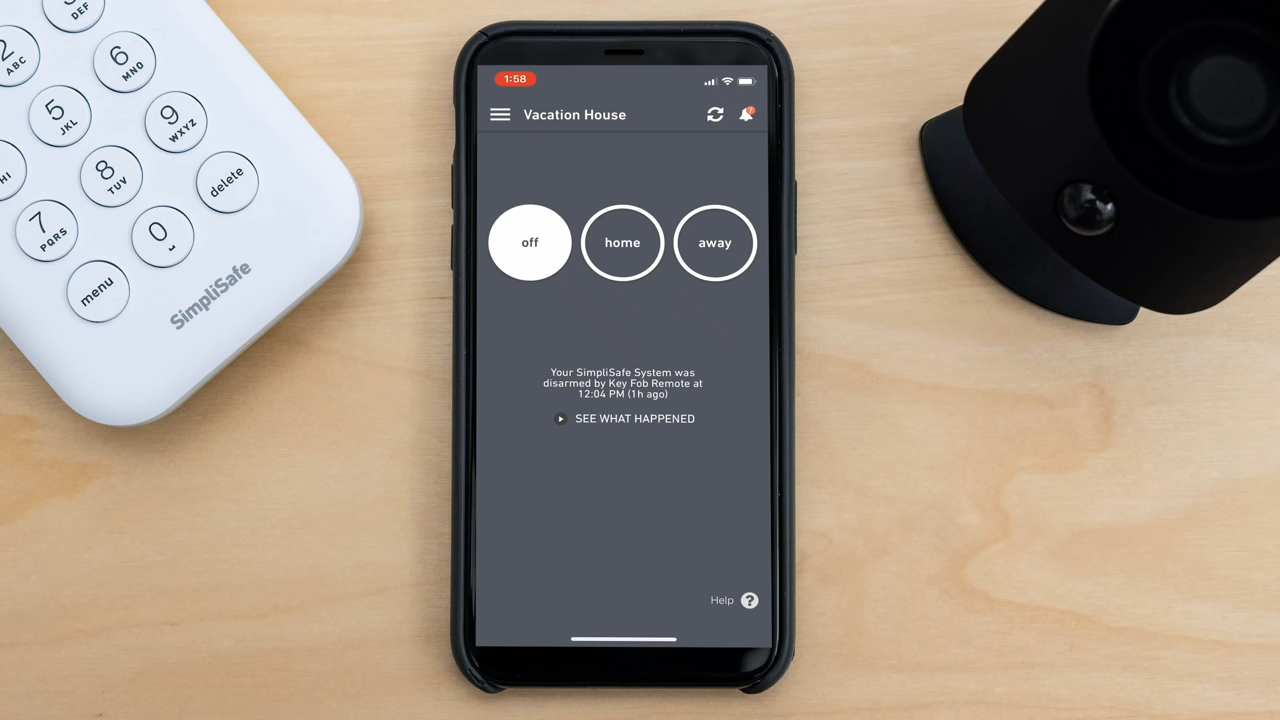 DEF
2
ABC
6
MNO
5
JKL
9
WXYZ
HI
8
TUV
delete
7
PQRS
0
menu
SimpliSafe
1:58
Vacation House
7
off
home
away
Your SimpliSafe System was
disarmed by Key Fob Remote at
12:04 PM (1h ago)
SEE WHAT HAPPENED
Help ?